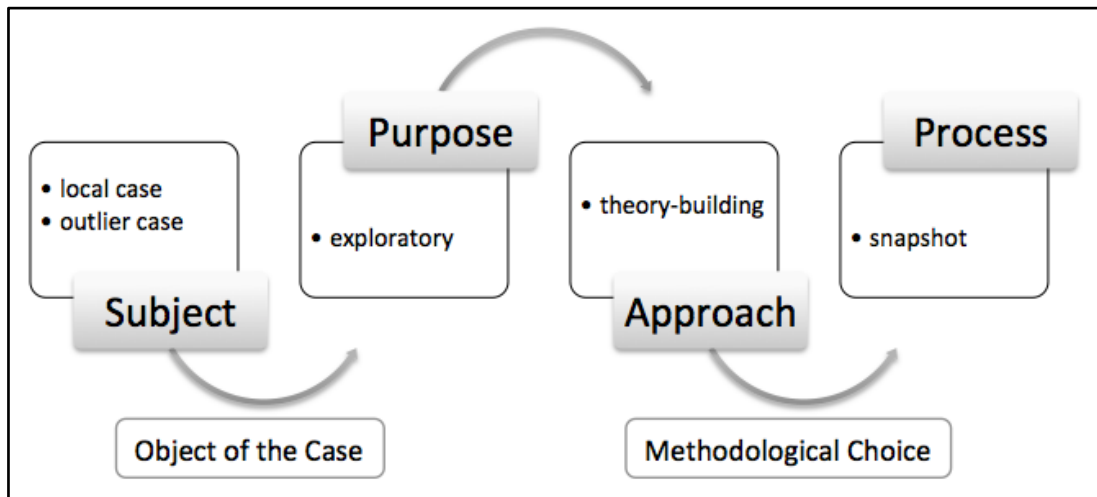 • local case
• outlier case
Subject
Purpose
• exploratory
• theory-building
Approach
Process
• snapshot
Object of the Case
Methodological Choice